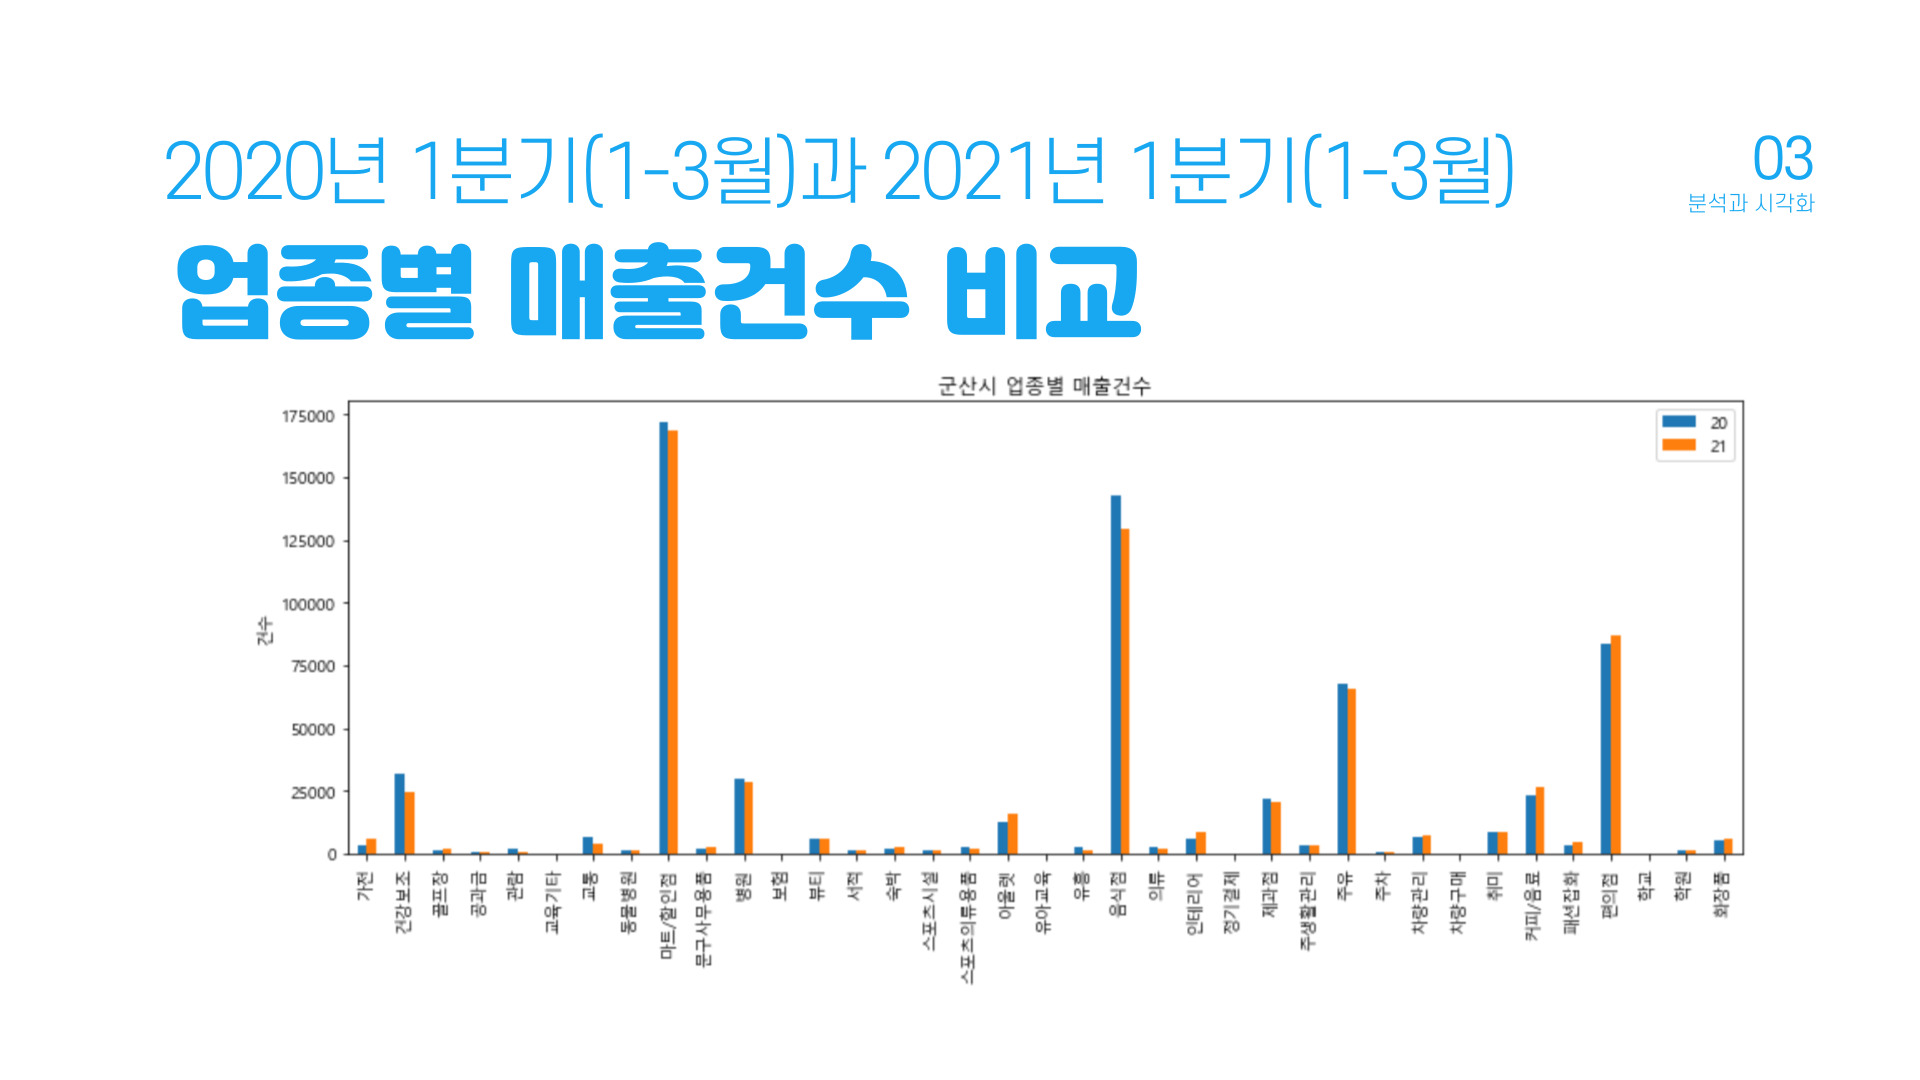 2020년 1분기(1-3월)과 2021년 1분기(1-3월)
업종별 매출건수 비교
03
분석과 시각화
군산시 업종별 매출건수
20
21
건수
175000
150000
125000
100000
75000
50000
25000
0
가전
건강보조
골프장
공과금
관람
교육기타
교통
동물병원
마트/할인점
문구사무용품
병원
보험
뷰티
서적
숙박
스포츠시설
스포츠의류용품
아울렛
유아교육
유흥
음식점
의류
인테리어
정기결제
제과점
주생활관리
주유
주차
차량관리
차량구매
취미
커피/음료
패션잡화
편의점
학교
학원
화장품